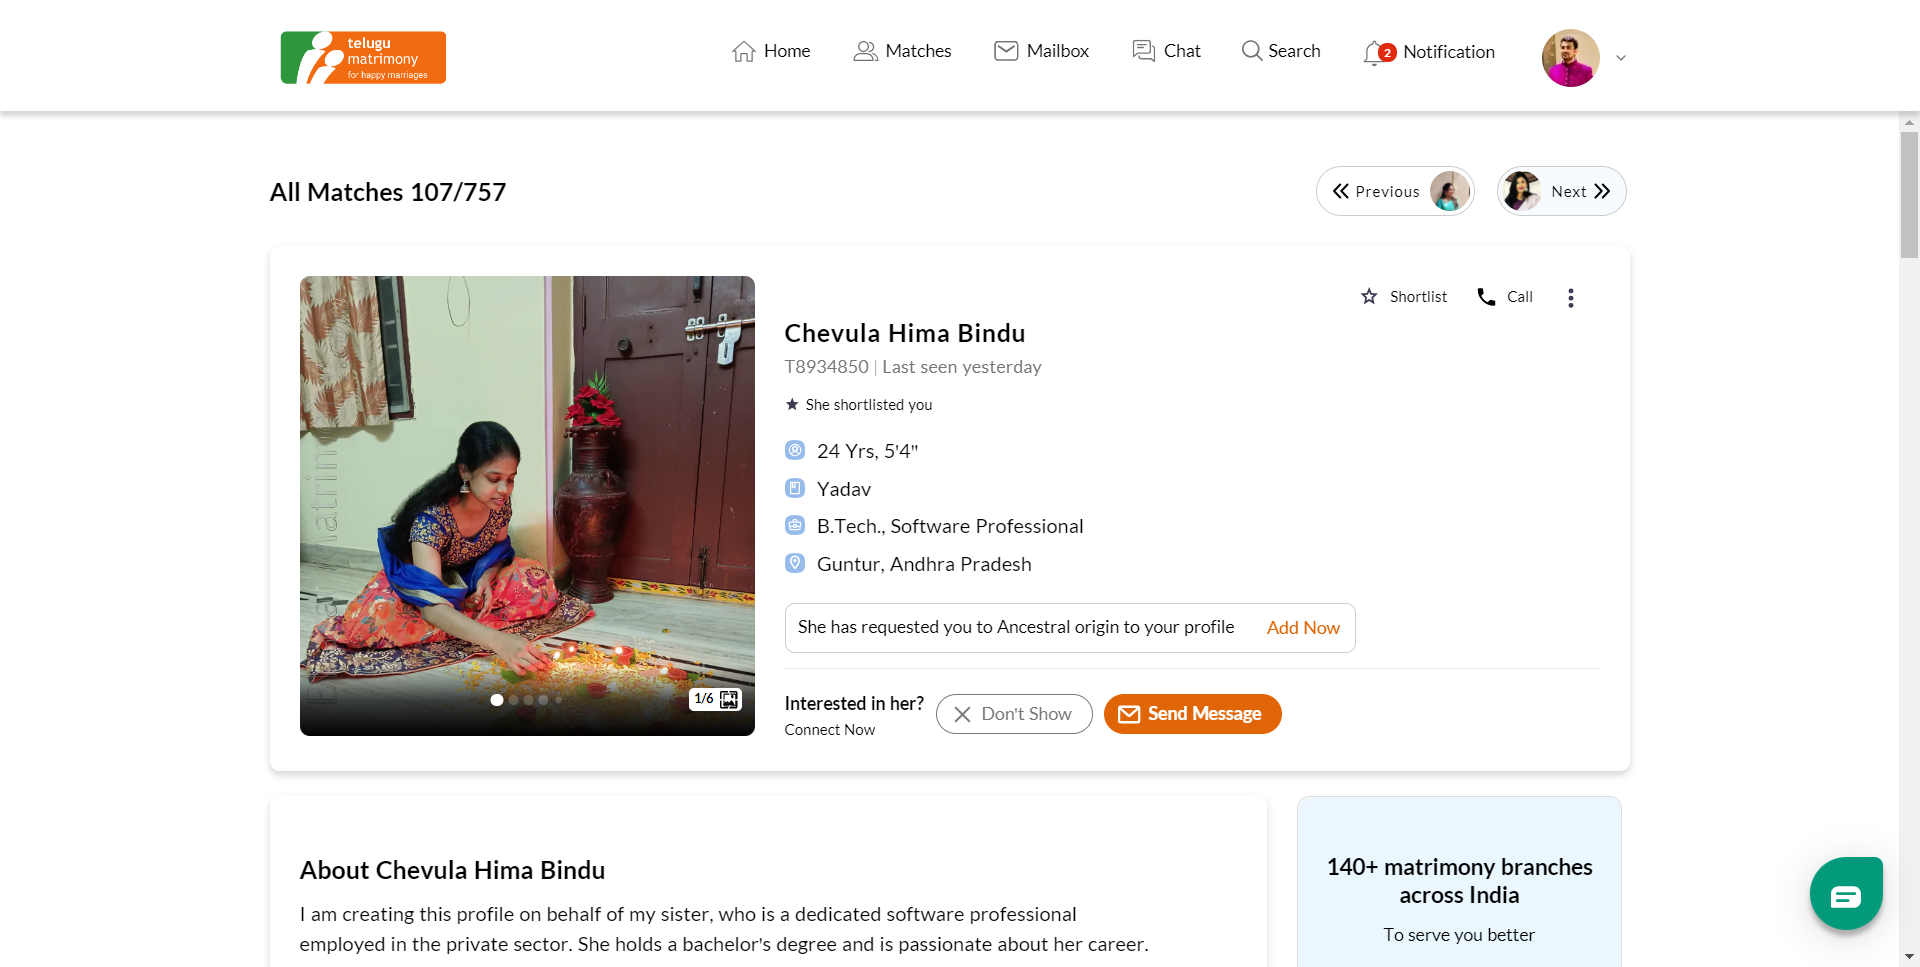 telugu
matrimony
for happy marriages
Home
Matches
Mailbox
Chat
Search
2
Notification
All Matches 107/757
Previous
Next
Shortlist
Call
Chevula Hima Bindu
T8934850 | Last seen yesterday
She shortlisted you
24 Yrs, 5'4"
Yadav
B.Tech., Software Professional
Guntur, Andhra Pradesh
She has requested you to Ancestral origin to your profile
Add Now
1/6
Interested in her?
Connect Now
Don't Show
Send Message
About Chevula Hima Bindu
I am creating this profile on behalf of my sister, who is a dedicated software professional
employed in the private sector. She holds a bachelor's degree and is passionate about her career.
140+ matrimony branches
across India
To serve you better